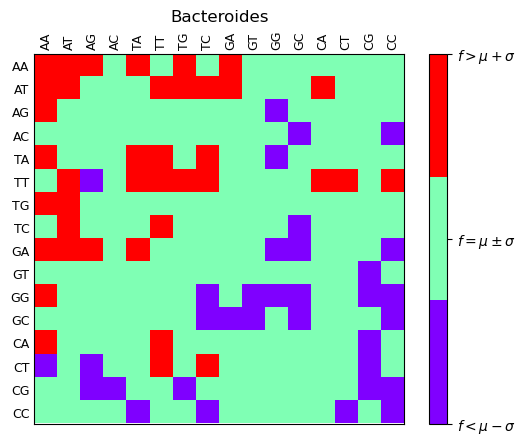 Bacteroides
AA AT AG AC TA TT TG TC GA GT GG GC CA CT CG CC
AA
AT
AG
AC
TA
TT
TG
TC
GA
GT
GG
GC
CA
CT
CG
CC
f > μ + σ
f = μ ± σ
f < μ − σ